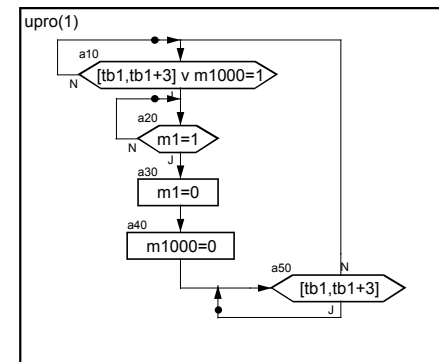 upro(1)
a10
[tb1,tb1+3] v m1000=1
N
J
a20
m1=1
N
J
a30
m1=0
a40
m1000=0
a50
N
[tb1,tb1+3]
J